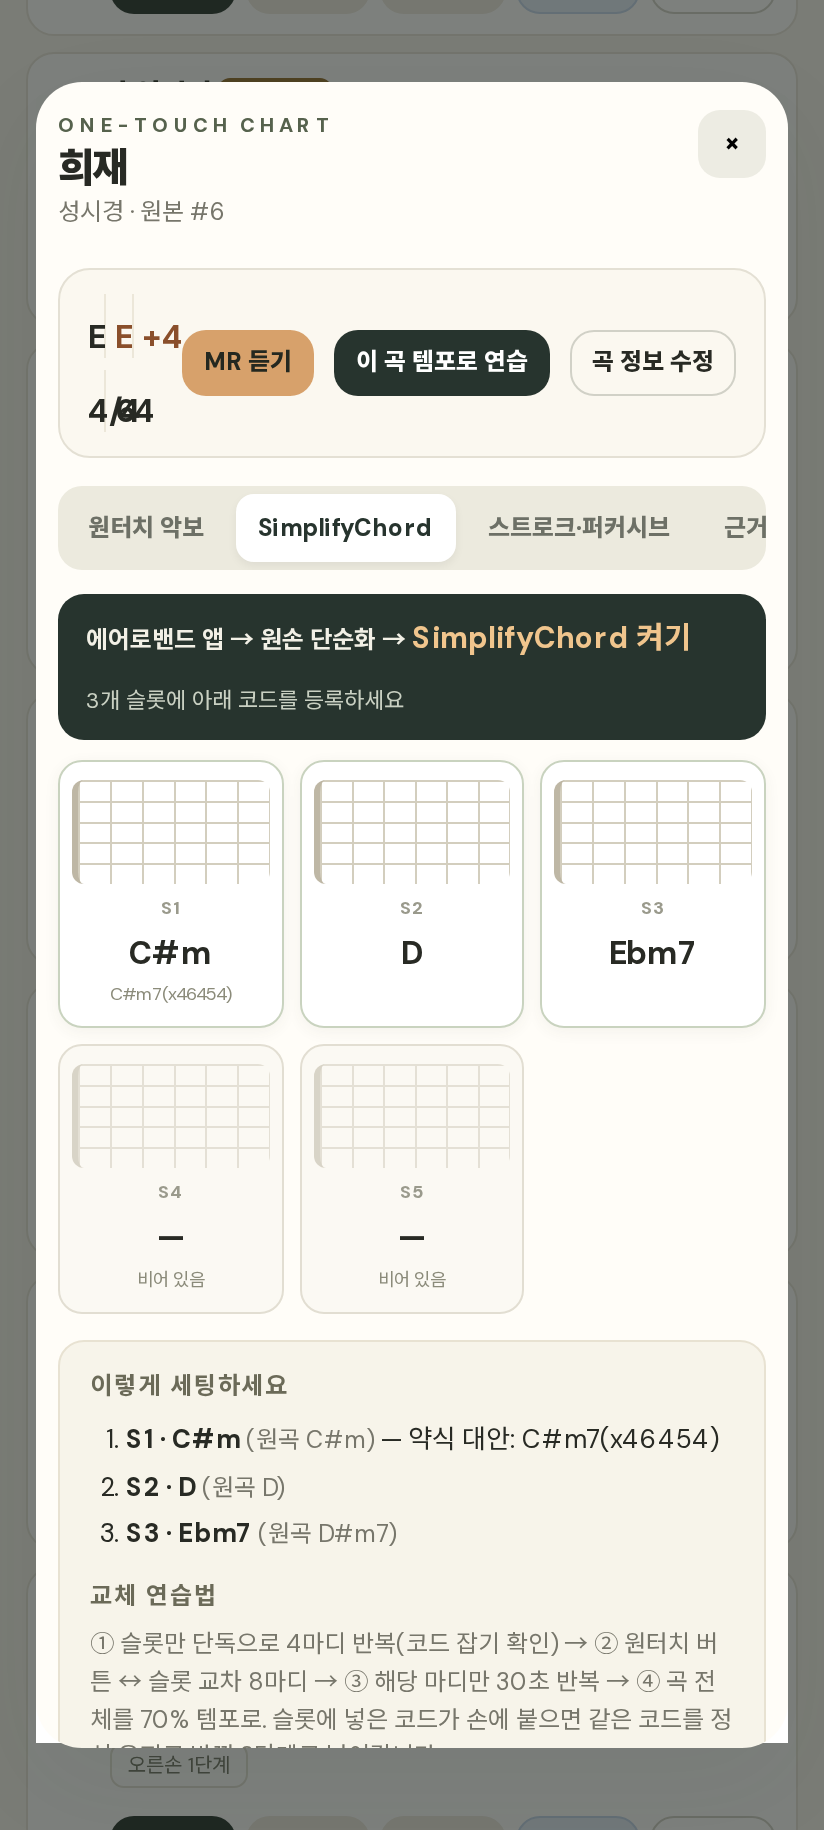 ONE-TOUCH CHART
희재
×
성시경 · 원본 #6
E E +4
MR 듣기
이 곡 템포로 연습
곡 정보 수정
원터치 악보
SimplifyChord
스트로크·퍼커시브
근거
에어로밴드 앱 → 왼손 단순화 → SimplifyChord 켜기
3개 슬롯에 아래 코드를 등록하세요
S1
S2
S3
C#m
D
Ebm7
C#m7(x46454)
S4
S5
—
—
비어 있음
비어 있음
이렇게 세팅하세요
1. S1 · C#m (원곡 C#m) — 약식 대안: C#m7(x46454)
2. S2 · D (원곡 D)
3. S3 · Ebm7 (원곡 D#m7)
교체 연습법
① 슬롯만 단독으로 4마디 반복(코드 잡기 확인) → ② 원터치 버
튼 ↔ 슬롯 교차 8마디 → ③ 해당 마디만 30초 반복 → ④ 곡 전
체를 70% 템포로. 슬롯에 넣은 코드가 손에 붙으면 같은 코드를 정
오른손 1단계